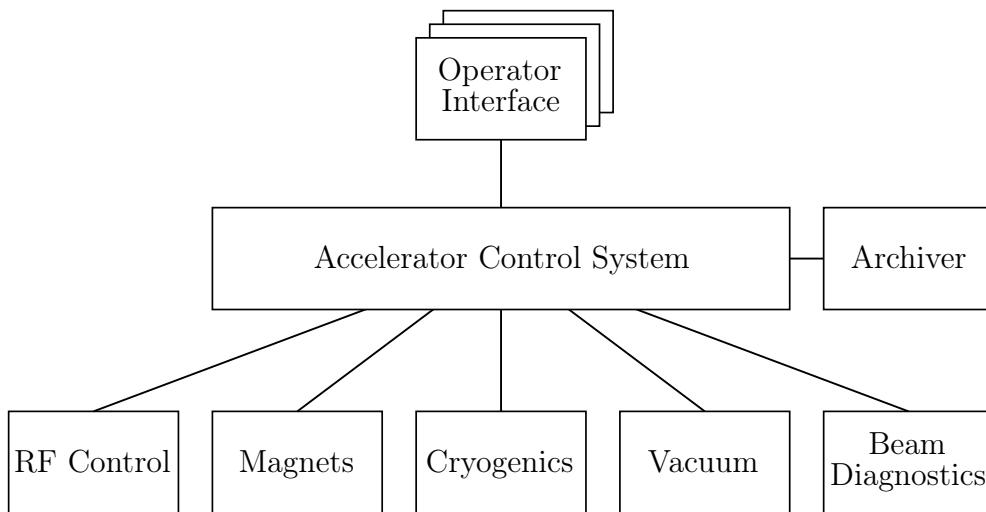 Operator
Interface
Accelerator Control System
Archiver
RF Control
Magnets
Cryogenics
Vacuum
Beam
Diagnostics